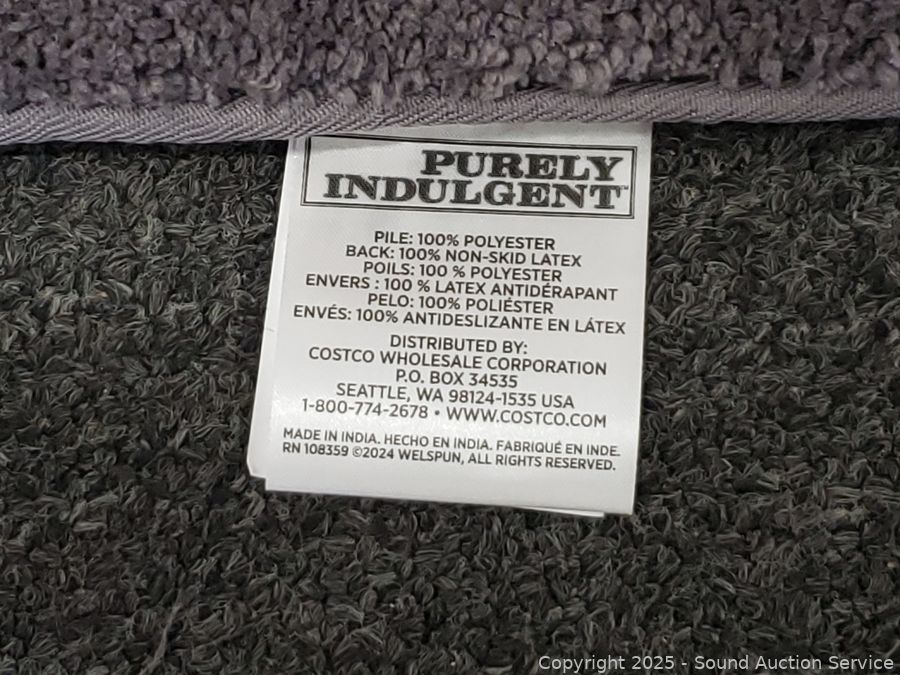 PURELY
INDULGENT™
PILE: 100% POLYESTER
BACK: 100% NON-SKID LATEX
POILS: 100 % POLYESTER
ENVERS : 100 % LATEX ANTIDÉRAPANT
PELO: 100% POLIÉSTER
ENVÉS: 100% ANTIDESLIZANTE EN LÁTEX
DISTRIBUTED BY:
COSTCO WHOLESALE CORPORATION
P.O. BOX 34535
SEATTLE, WA 98124-1535 USA
1-800-774-2678 • WWW.COSTCO.COM
MADE IN INDIA. HECHO EN INDIA. FABRIQUÉ EN INDE.
RN 108359 ©2024 WELSPUN, ALL RIGHTS RESERVED.
Copyright 2025 - Sound Auction Service